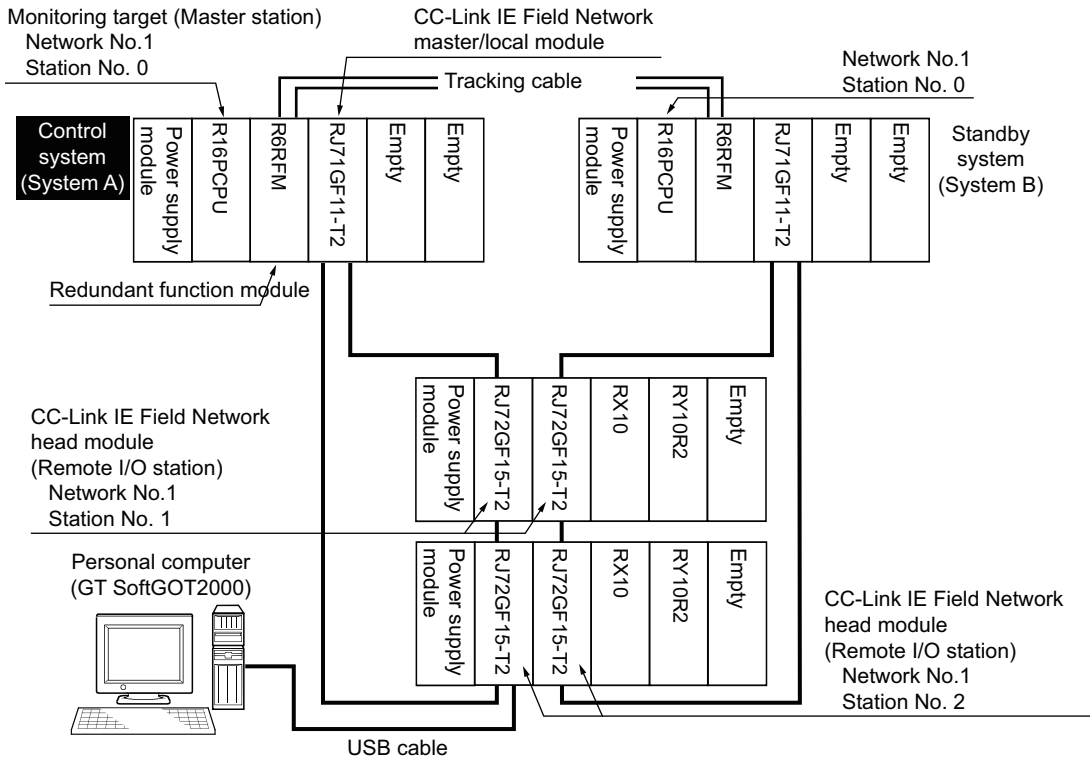 Monitoring target (Master station)
Network No.1
Station No. 0
CC-Link IE Field Network
master/local module
Tracking cable
Network No.1
Station No. 0
Control
system
(System A)
Power supply
module
R16PCPU
R6RFM
RJ71GF11-T2
Empty
Empty
Power supply
module
R16PCPU
R6RFM
RJ71GF11-T2
Empty
Empty
Standby
system
(System B)
Redundant function module
CC-Link IE Field Network
head module
(Remote I/O station)
Network No.1
Station No. 1
Power supply
module
RJ72GF15-T2
RJ72GF15-T2
RX10
RY10R2
Empty
Personal computer
(GT SoftGOT2000)
Power supply
module
RJ72GF15-T2
RJ72GF15-T2
RX10
RY10R2
Empty
CC-Link IE Field Network
head module
(Remote I/O station)
Network No.1
Station No. 2
USB cable